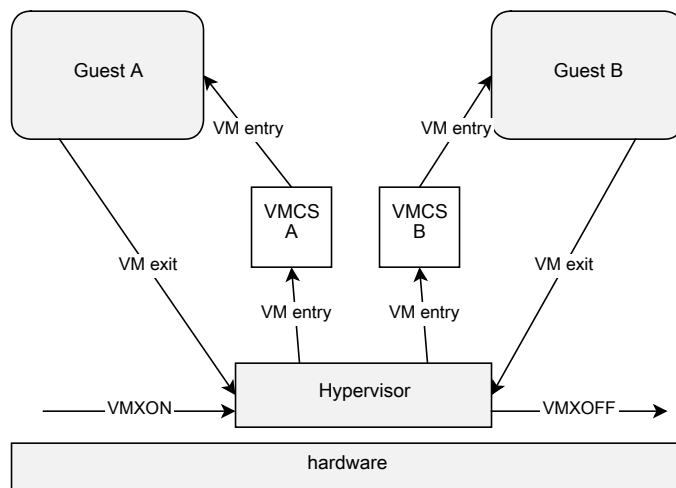 Guest A
Guest B
VM entry
VM entry
VMCS
A
VMCS
B
VM exit
VM exit
VM entry
VM entry
Hypervisor
VMXON
VMXOFF
hardware